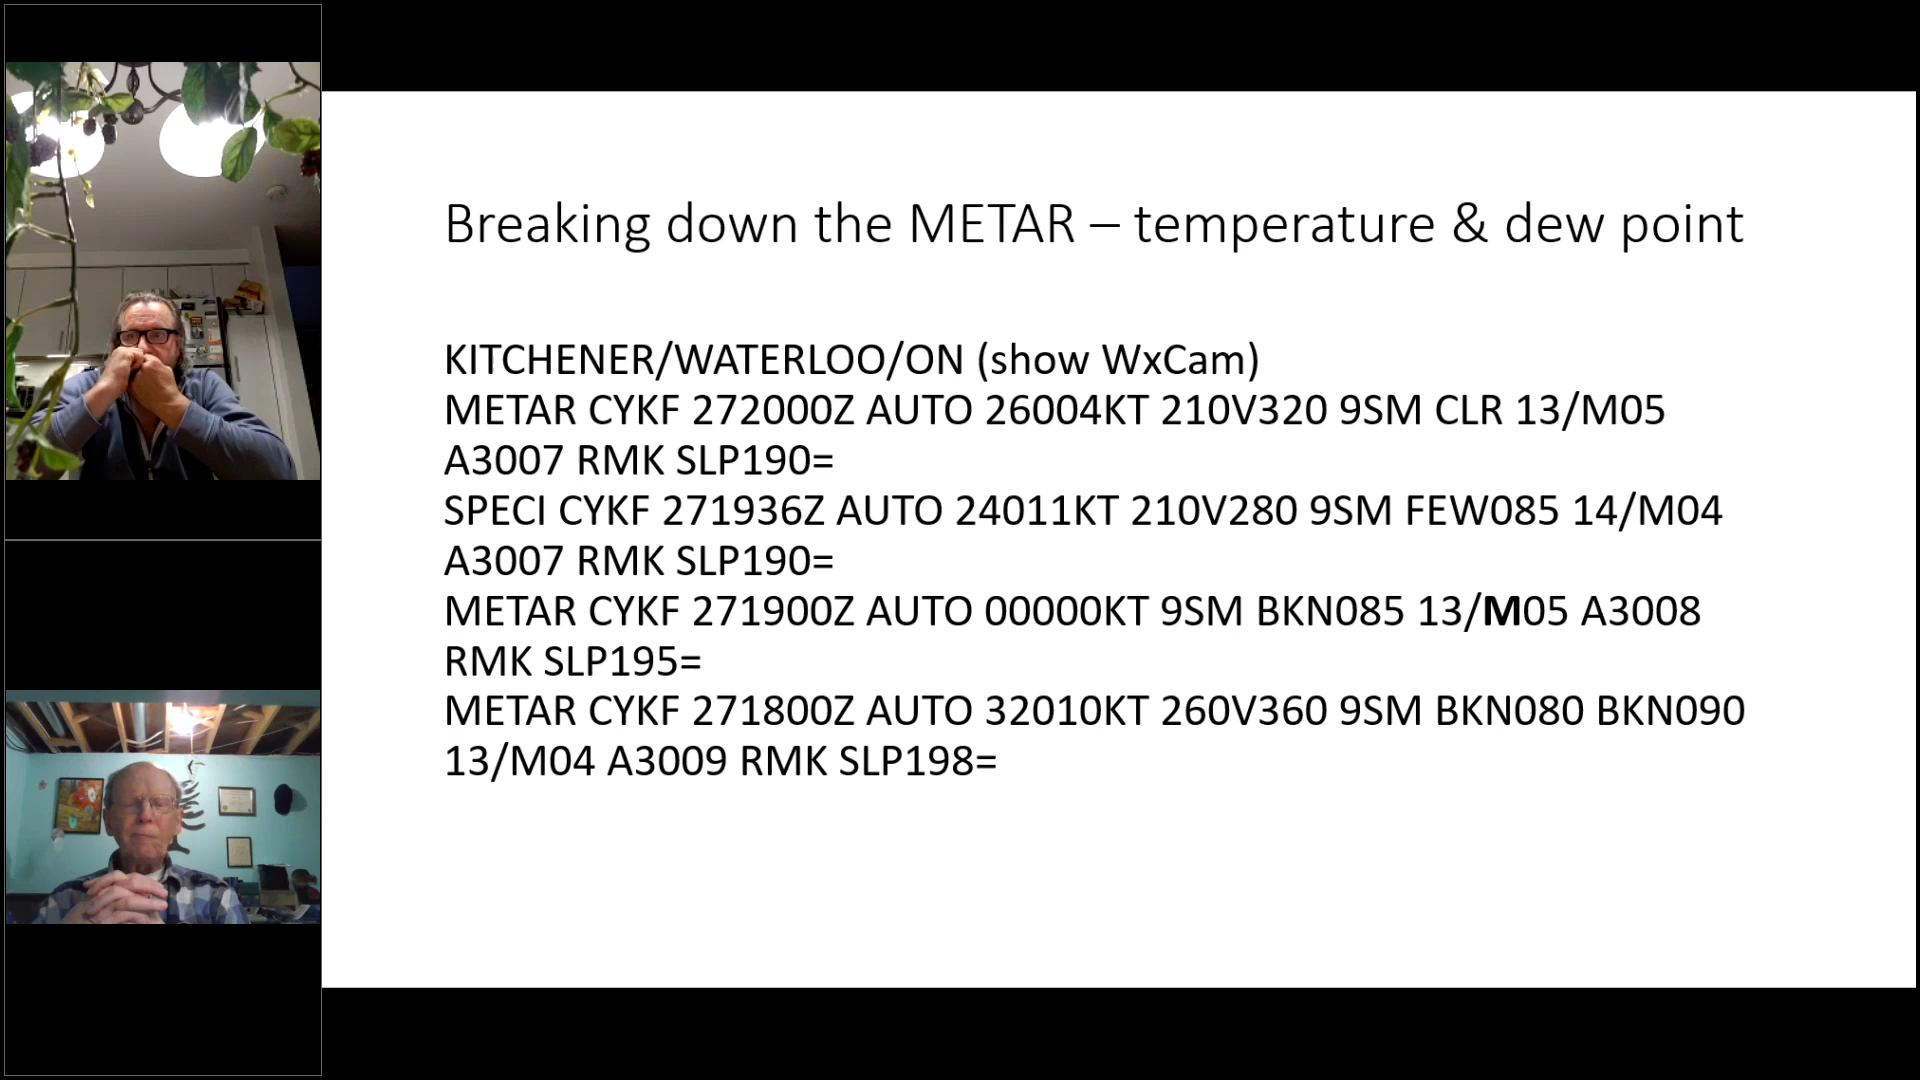 Breaking down the METAR – temperature & dew point
KITCHENER/WATERLOO/ON (show WxCam)
METAR CYKF 272000Z AUTO 26004KT 210V320 9SM CLR 13/M05
A3007 RMK SLP190=
SPECI CYKF 271936Z AUTO 24011KT 210V280 9SM FEW085 14/M04
A3007 RMK SLP190=
METAR CYKF 271900Z AUTO 00000KT 9SM BKN085 13/M05 A3008
RMK SLP195=
METAR CYKF 271800Z AUTO 32010KT 260V360 9SM BKN080 BKN090
13/M04 A3009 RMK SLP198=